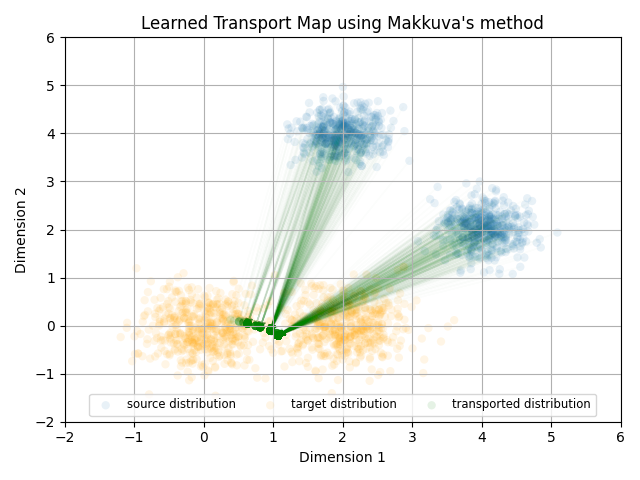 Learned Transport Map using Makkuva's method
6
5
4
3
2
1
0
−1
−2
Dimension 2
source distribution target distribution transported distribution
−2 −1 0 1 2 3 4 5 6
Dimension 1